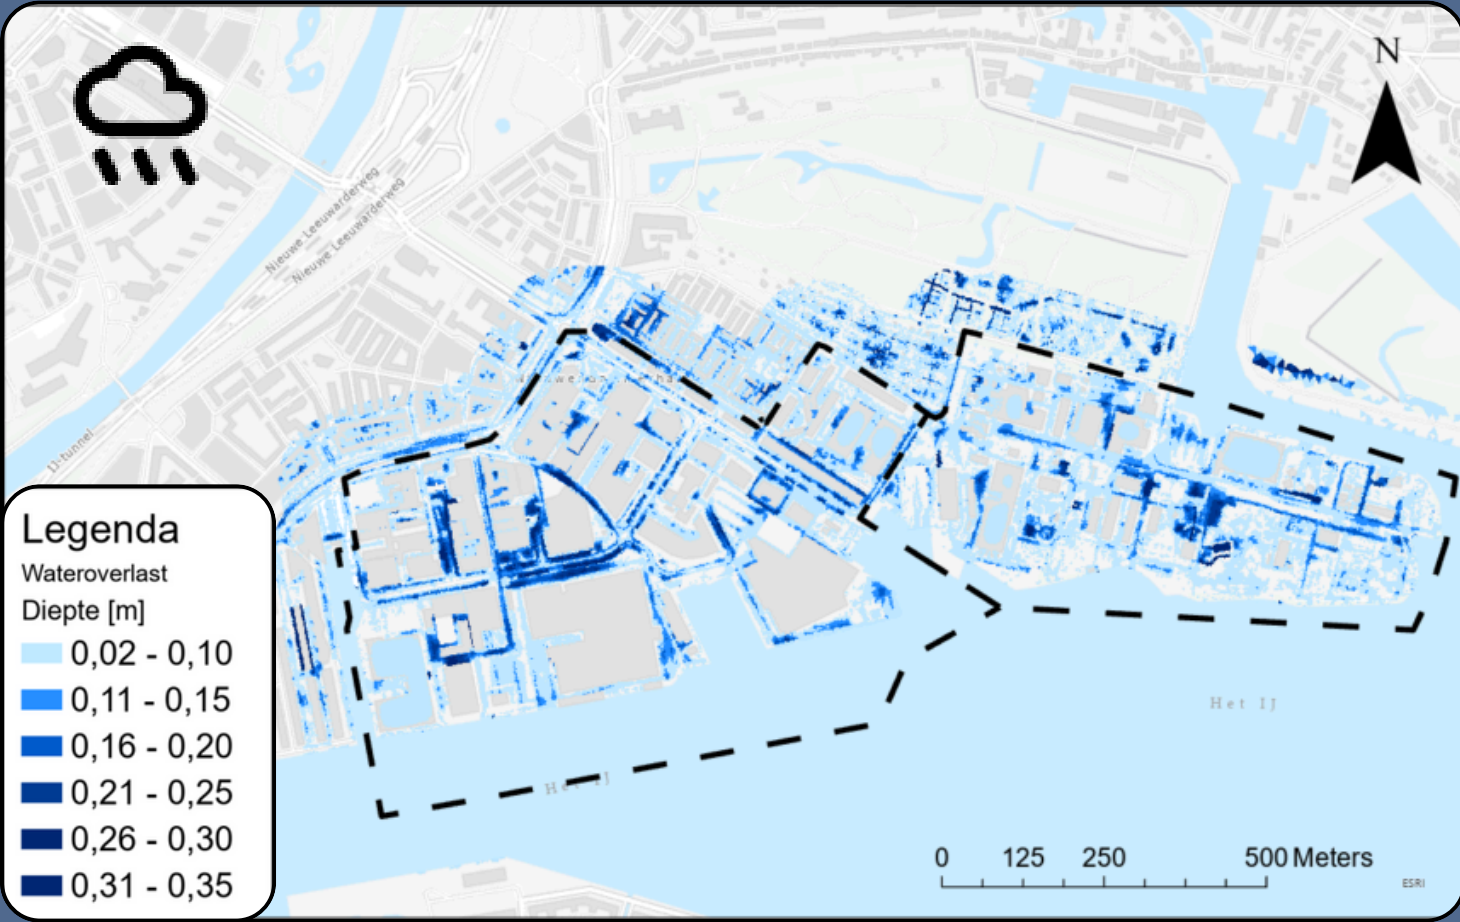 N
Nieuwe Leeuwarderweg
Nieuwe Leeuwarderweg
IJ-tunnel
Legenda
Wateroverlast
Diepte [m]
0,02 - 0,10
0,11 - 0,15
0,16 - 0,20
0,21 - 0,25
0,26 - 0,30
0,31 - 0,35
Het IJ
Het IJ
0 125 250 500 Meters
ESRI